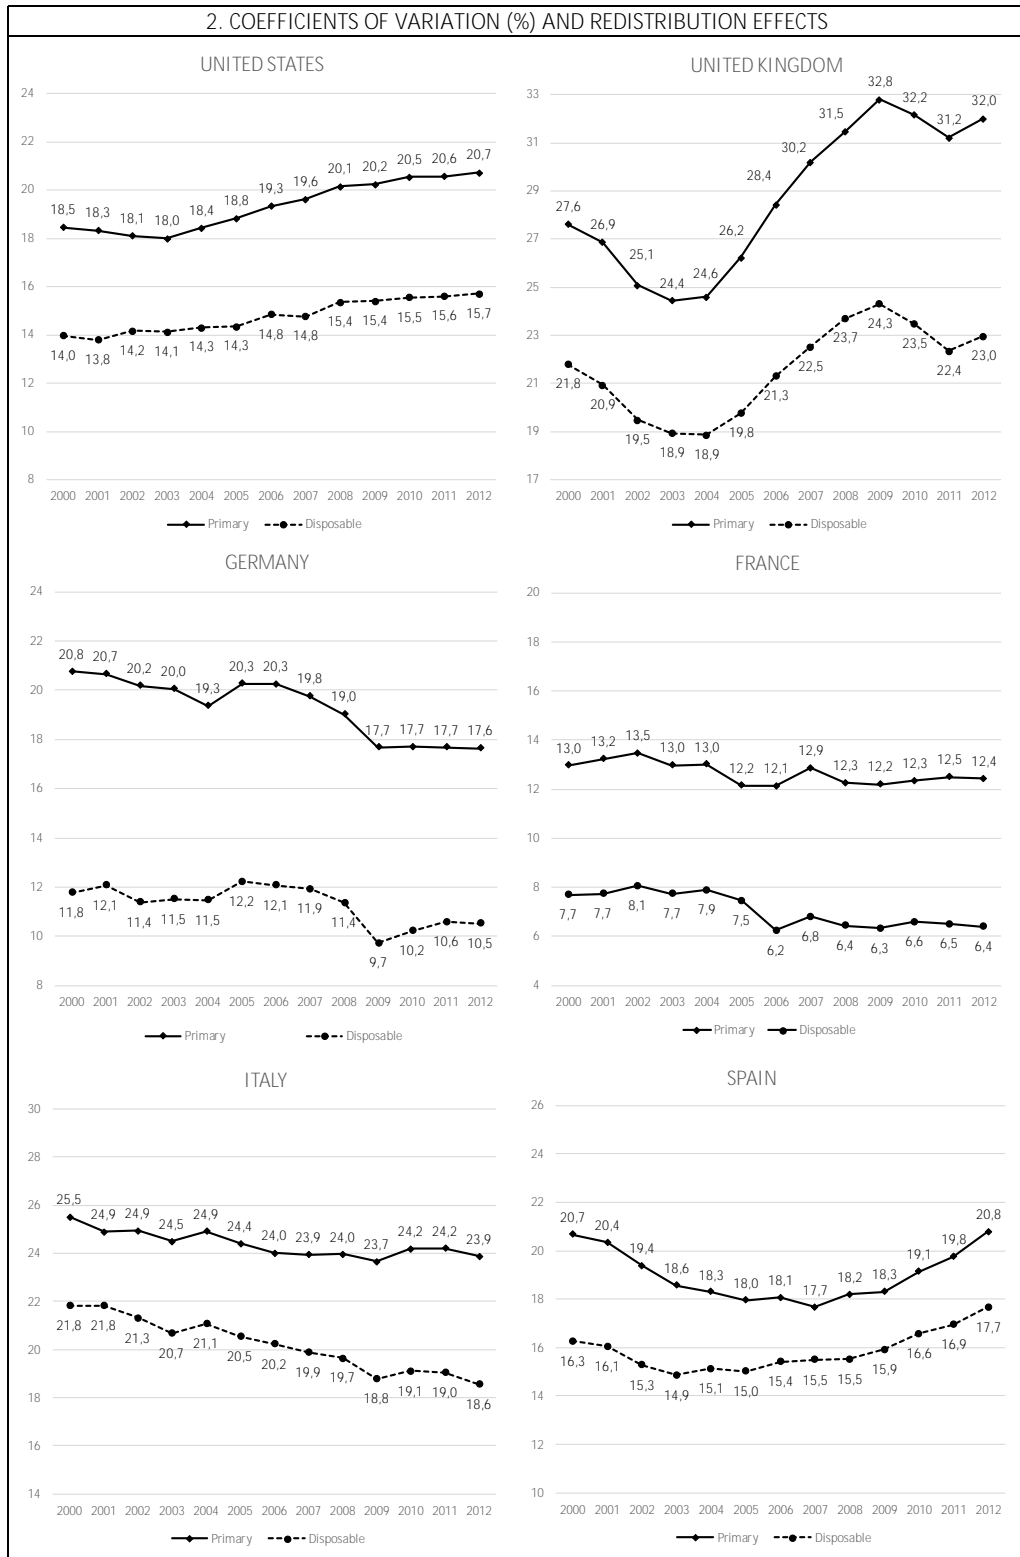 2. COEFFICIENTS OF VARIATION (%) AND REDISTRIBUTION EFFECTS
UNITED STATES
24
22
20
18
16
14
12
10
8
18,5 18,3 18,1 18,0 18,4 18,8 19,3 19,6 20,1 20,2 20,5 20,6 20,7
14,0 13,8 14,2 14,1 14,3 14,3 14,8 14,8 15,4 15,4 15,5 15,6 15,7
2000 2001 2002 2003 2004 2005 2006 2007 2008 2009 2010 2011 2012
Primary Disposable
UNITED KINGDOM
33
31
29
27
25
23
21
19
17
27,6 26,9 25,1 24,4 24,6 26,2 28,4 30,2 31,5 32,8 32,2 31,2 32,0
21,8 20,9 19,5 18,9 18,9 19,8 21,3 22,5 23,7 24,3 23,5 22,4 23,0
2000 2001 2002 2003 2004 2005 2006 2007 2008 2009 2010 2011 2012
Primary Disposable
GERMANY
24
22
20
18
16
14
12
10
8
20,8 20,7 20,2 20,0 19,3 20,3 20,3 19,8 19,0 17,7 17,7 17,7 17,6
11,8 12,1 11,4 11,5 11,5 12,2 12,1 11,9 11,4 9,7 10,2 10,6 10,5
2000 2001 2002 2003 2004 2005 2006 2007 2008 2009 2010 2011 2012
Primary Disposable
FRANCE
20
18
16
14
12
10
8
6
4
13,0 13,2 13,5 13,0 13,0 12,2 12,1 12,9 12,3 12,2 12,3 12,5 12,4
7,7 7,7 8,1 7,7 7,9 7,5 6,2 6,8 6,4 6,3 6,6 6,5 6,4
2000 2001 2002 2003 2004 2005 2006 2007 2008 2009 2010 2011 2012
Primary Disposable
ITALY
30
28
26
24
22
20
18
16
14
25,5 24,9 24,9 24,5 24,9 24,4 24,0 23,9 24,0 23,7 24,2 24,2 23,9
21,8 21,8 21,3 20,7 21,1 20,5 20,2 19,9 19,7 18,8 19,1 19,0 18,6
2000 2001 2002 2003 2004 2005 2006 2007 2008 2009 2010 2011 2012
Primary Disposable
SPAIN
26
24
22
20
18
16
14
12
10
20,7 20,4 19,4 18,6 18,3 18,0 18,1 17,7 18,2 18,3 19,1 19,8 20,8
16,3 16,1 15,3 14,9 15,1 15,0 15,4 15,5 15,5 15,9 16,6 16,9 17,7
2000 2001 2002 2003 2004 2005 2006 2007 2008 2009 2010 2011 2012
Primary Disposable